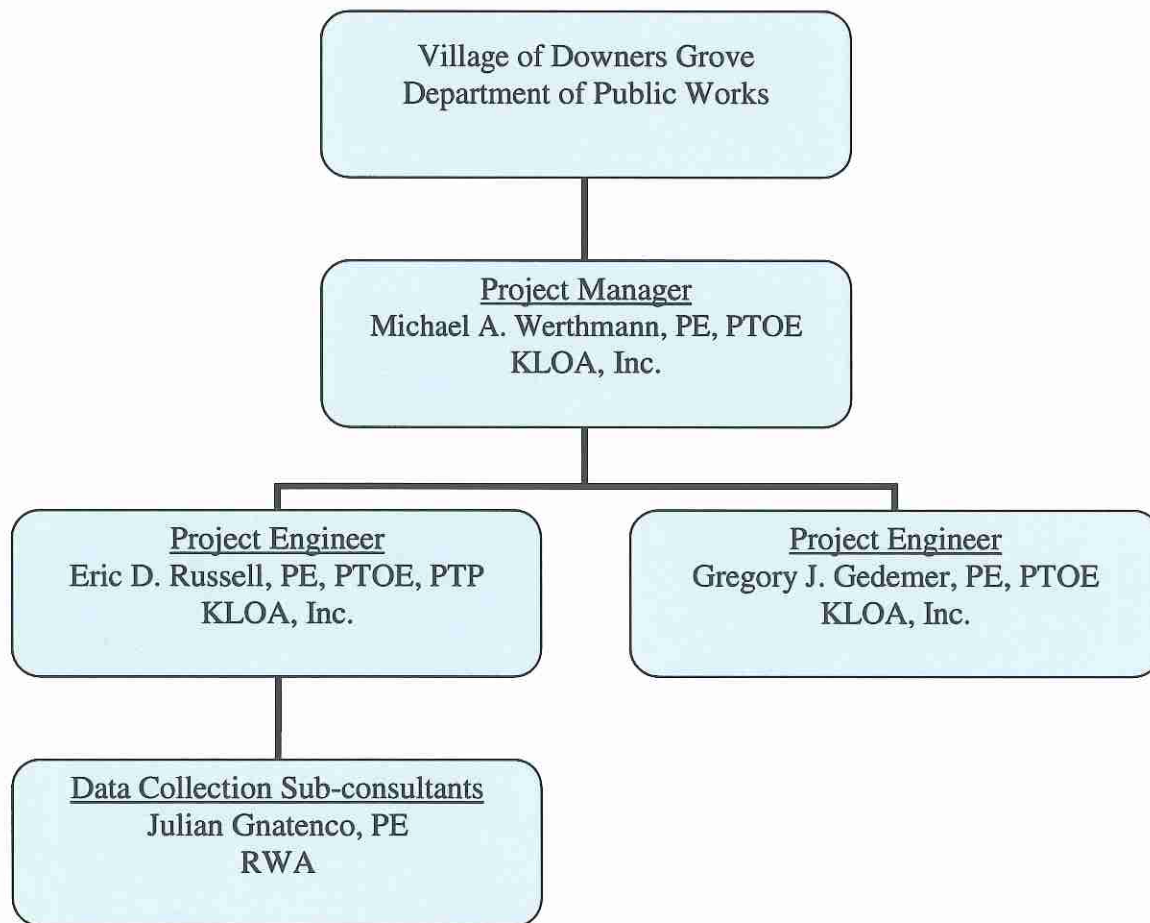 Village of Downers Grove
Department of Public Works
Project Manager
Michael A. Werthmann, PE, PTOE
KLOA, Inc.
Project Engineer
Eric D. Russell, PE, PTOE, PTP
KLOA, Inc.
Project Engineer
Gregory J. Gedemer, PE, PTOE
KLOA, Inc.
Data Collection Sub-consultants
Julian Gnatenco, PE
RWA